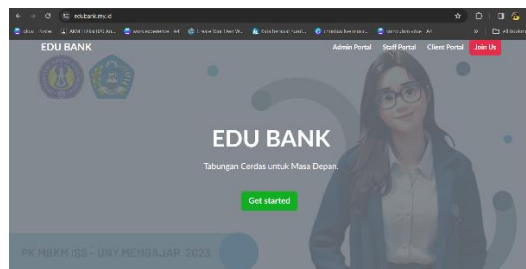 edubank.my.id
EDU BANK
Admin Portal Staff Portal Client Portal Join Us
EDU BANK
Tabungan Cerdas untuk Masa Depan.
Get started
PK MBKM ISS - UNY MENGAJAR 2023